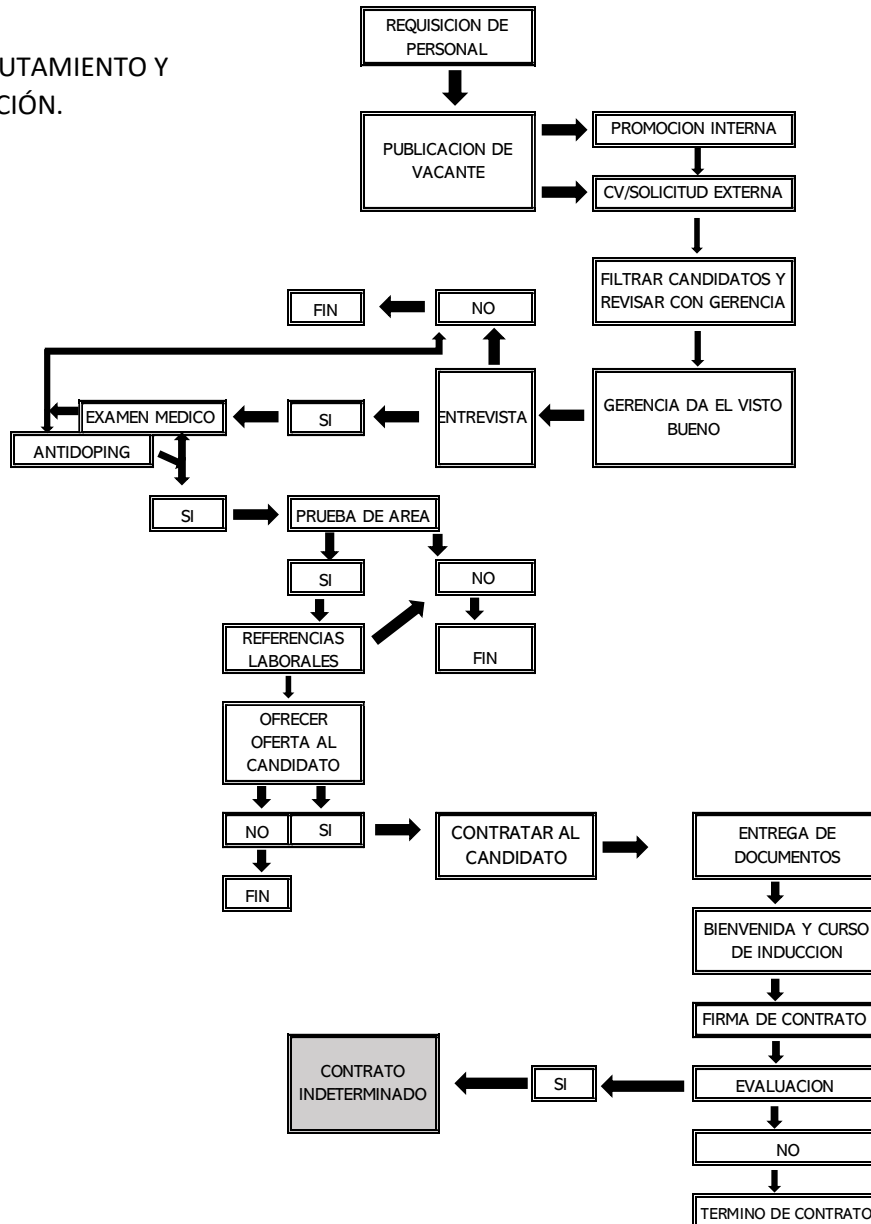 UTAMIENTO Y
CIÓN.
REQUISICION DE
PERSONAL
PUBLICACION DE
VACANTE
PROMOCION INTERNA
CV/SOLICITUD EXTERNA
FILTRAR CANDIDATOS Y
REVISAR CON GERENCIA
FIN
NO
EXAMEN MEDICO
SI
ENTREVISTA
GERENCIA DA EL VISTO
BUENO
ANTIDOPING
SI
PRUEBA DE AREA
SI
NO
REFERENCIAS
LABORALES
FIN
OFRECER
OFERTA AL
CANDIDATO
NO
SI
CONTRATAR AL
CANDIDATO
ENTREGA DE
DOCUMENTOS
FIN
BIENVENIDA Y CURSO
DE INDUCCION
FIRMA DE CONTRATO
CONTRATO
INDETERMINADO
SI
EVALUACION
NO
TERMINO DE CONTRATO